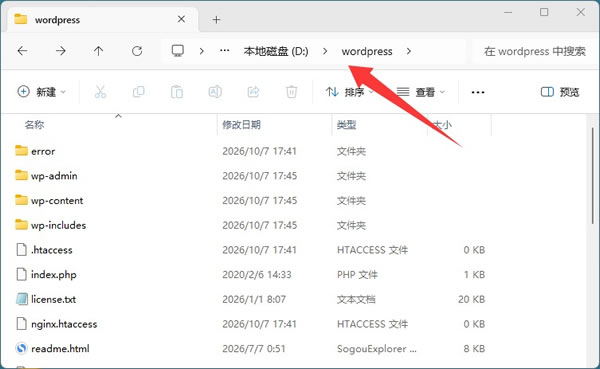 wordpress
本地磁盘 (D:) wordpress 在 wordpress 中搜索
新建 排序 查看 预览
名称 修改日期 类型 大小
error 2026/10/7 17:41 文件夹
wp-admin 2026/10/7 17:45 文件夹
wp-content 2026/10/7 17:45 文件夹
wp-includes 2026/10/7 17:45 文件夹
.htaccess 2026/10/7 17:41 HTACCESS 文件 0 KB
index.php 2020/2/6 14:33 PHP 文件 1 KB
license.txt 2026/1/1 8:07 文本文档 20 KB
nginx.htaccess 2026/10/7 17:41 HTACCESS 文件 0 KB
readme.html 2026/7/7 0:51 SogouExplorer ... 8 KB